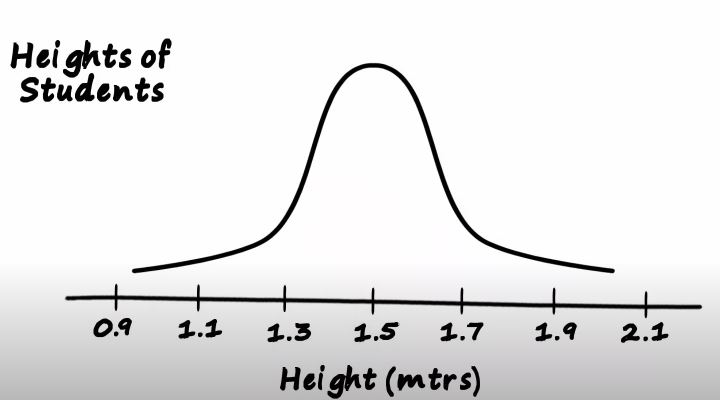 Heights of
Students
0.9 1.1 1.3 1.5 1.7 1.9 2.1
Height (mtrs)